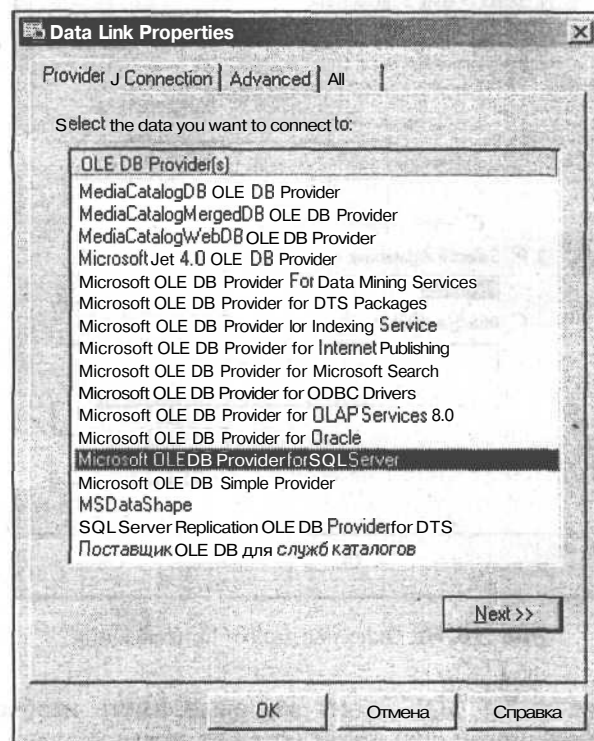 Data Link Properties
Provider J Connection Advanced All
Select the data you want to connect to:
OLE DB Provider(s)
MediaCatalogDB OLE DB Provider
MediaCatalogMergedDB OLE DB Provider
MediaCatalogWebDB OLE DB Provider
Microsoft Jet 4.0 OLE DB Provider
Microsoft OLE DB Provider For Data Mining Services
Microsoft OLE DB Provider for DTS Packages
Microsoft OLE DB Provider lor Indexing Service
Microsoft OLE DB Provider for Internet Publishing
Microsoft OLE DB Provider for Microsoft Search
Microsoft OLE DB Provider for ODBC Drivers
Microsoft OLE DB Provider for OLAP Services 8.0
Microsoft OLE DB Provider for Oracle
Microsoft OLE DB Provider for SQL Server
Microsoft OLE DB Simple Provider
MSDataShape
SQL Server Replication OLE DB Provider for DTS
Поставщик OLE DB для служб каталогов
Next >>
OK Отмена Справка